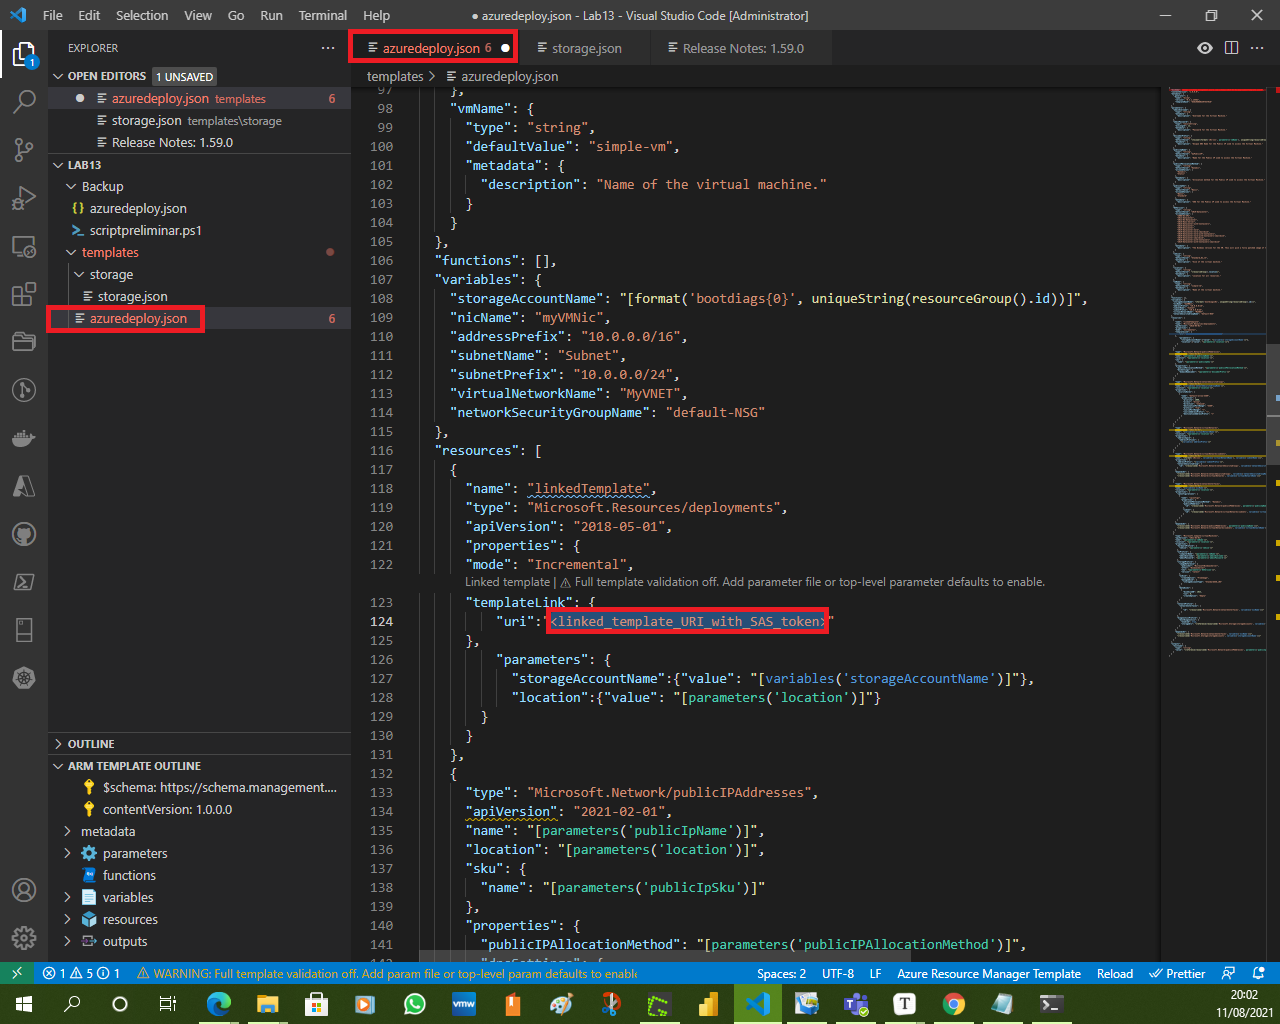 File Edit Selection View Go Run Terminal Help
● azuredeploy.json - Lab13 - Visual Studio Code [Administrator]
EXPLORER
azuredeploy.json 6
storage.json
Release Notes: 1.59.0
OPEN EDITORS 1 UNSAVED
azuredeploy.json templates 6
storage.json templates\storage
Release Notes: 1.59.0
LAB13
Backup
azuredeploy.json
scriptpreliminar.ps1
templates
storage
storage.json
azuredeploy.json 6
OUTLINE
ARM TEMPLATE OUTLINE
$schema: https://schema.management....
contentVersion: 1.0.0.0
metadata
parameters
functions
variables
resources
outputs
1
templates > azuredeploy.json
97 },
98 "vmName": {
99 "type": "string",
100 "defaultValue": "simple-vm",
101 "metadata": {
102 "description": "Name of the virtual machine."
103 }
104 }
105 },
106 "functions": [],
107 "variables": {
108 "storageAccountName": "[format('bootdiags{0}', uniqueString(resourceGroup().id))]",
109 "nicName": "myVMNic",
110 "addressPrefix": "10.0.0.0/16",
111 "subnetName": "Subnet",
112 "subnetPrefix": "10.0.0.0/24",
113 "virtualNetworkName": "MyVNET",
114 "networkSecurityGroupName": "default-NSG"
115 },
116 "resources": [
117 {
118 "name": "linkedTemplate",
119 "type": "Microsoft.Resources/deployments",
120 "apiVersion": "2018-05-01",
121 "properties": {
122 "mode": "Incremental",
Linked template | ⚠ Full template validation off. Add parameter file or top-level parameter defaults to enable.
123 "templateLink": {
124 "uri":"<linked_template_URI_with_SAS_token>"
125 },
126 "parameters": {
127 "storageAccountName":{"value": "[variables('storageAccountName')]"},
128 "location":{"value": "[parameters('location')]"}
129 }
130 }
131 },
132 {
133 "type": "Microsoft.Network/publicIPAddresses",
134 "apiVersion": "2021-02-01",
135 "name": "[parameters('publicIpName')]",
136 "location": "[parameters('location')]",
137 "sku": {
138 "name": "[parameters('publicIpSku')]"
139 },
140 "properties": {
141 "publicIPAllocationMethod": "[parameters('publicIPAllocationMethod')]",
1 5 1 WARNING: Full template validation off. Add param file or top-level param defaults to enable
Spaces: 2 UTF-8 LF Azure Resource Manager Template Reload Prettier
vmw
T
20:02
11/08/2021